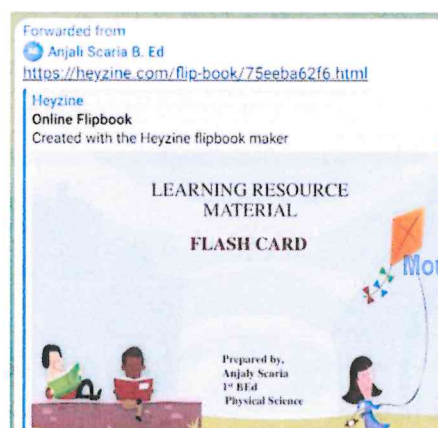 Forwarded from
Anjali Scaria B. Ed
https://heyzine.com/flip-book/75eeba62f6.html
Heyzine
Online Flipbook
Created with the Heyzine flipbook maker
LEARNING RESOURCE
MATERIAL
FLASH CARD
Mou
Prepared by,
Anjaly Scaria
1st BEd
Physical Science